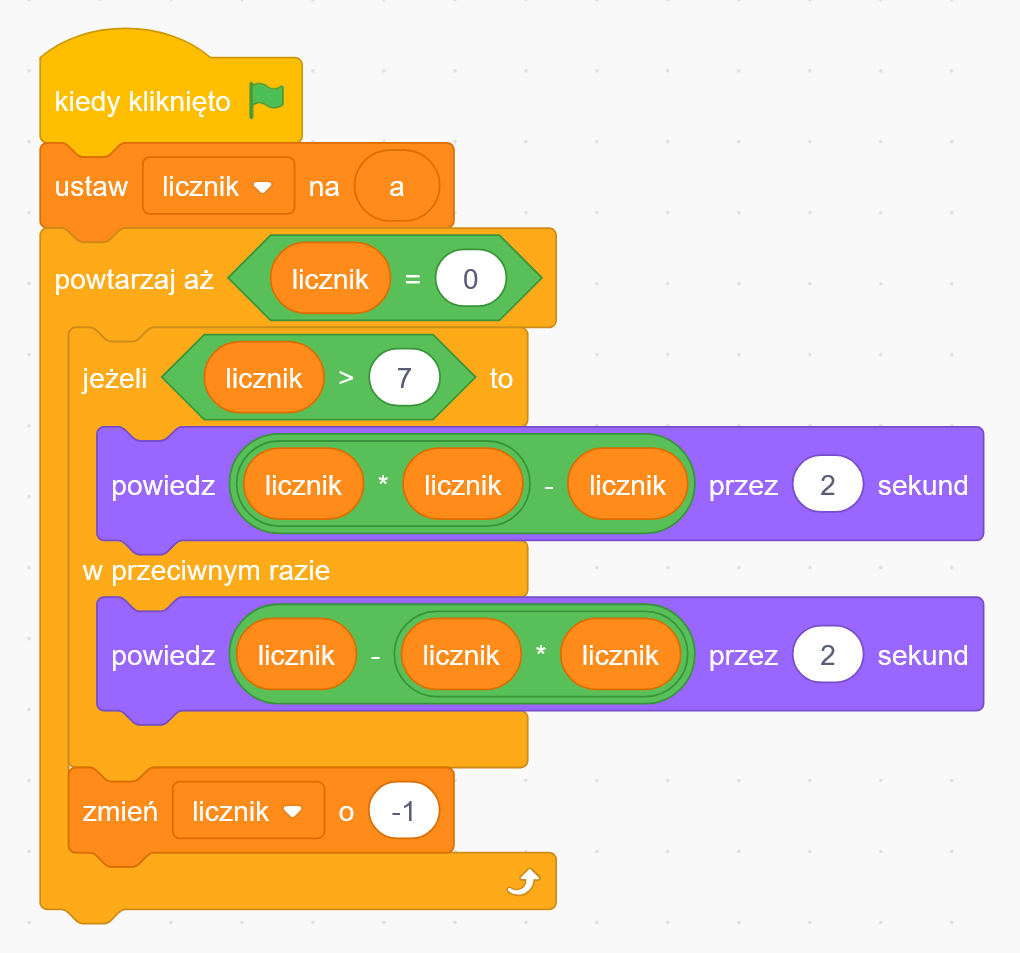 kiedy kliknięto
ustaw licznik na a
powtarzaj aż licznik = 0
jeżeli licznik > 7 to
powiedz licznik * licznik - licznik przez 2 sekund
w przeciwnym razie
powiedz licznik - licznik * licznik przez 2 sekund
zmień licznik o -1